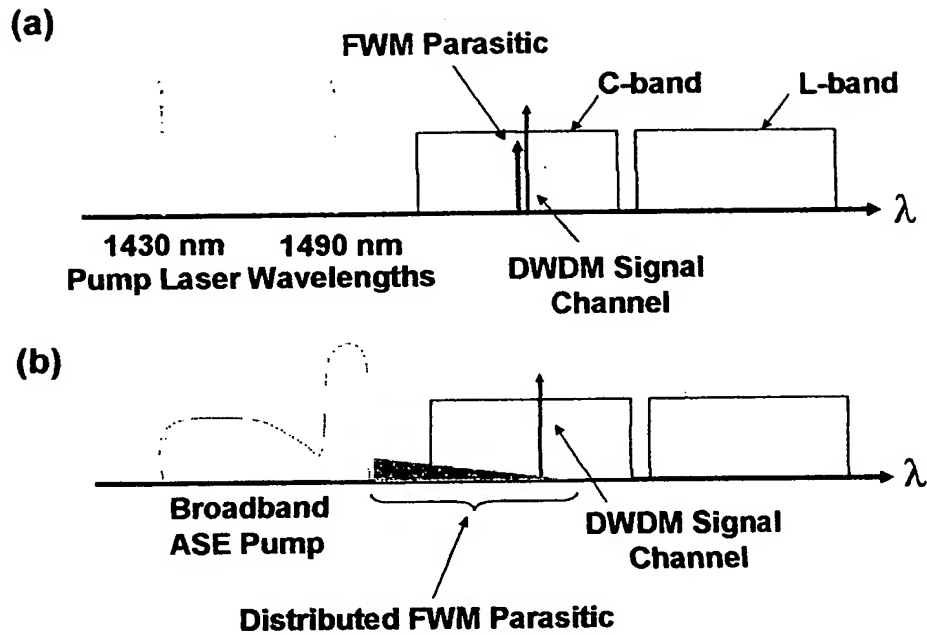 (a)
FWM Parasitic
C-band
L-band
λ
1430 nm
1490 nm
Pump Laser Wavelengths
DWDM Signal
Channel
(b)
λ
Broadband
ASE Pump
DWDM Signal
Channel
Distributed FWM Parasitic